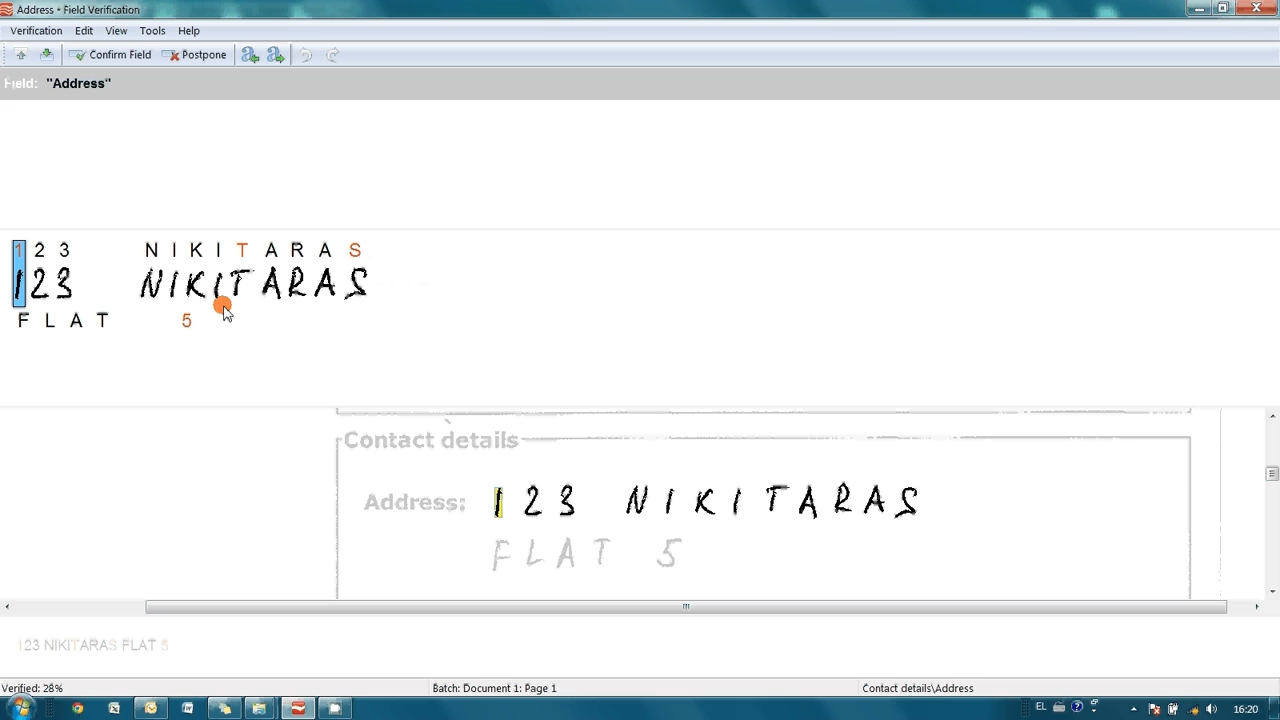 Address • Field Verification
Verification Edit View Tools Help
Confirm Field Postpone a a
Field: "Address"
1 2 3 N I K I T A R A S
123 NIKITARAS
F L A T 5
Contact details
Address: 1 2 3 N I K I T A R A S
F L A T 5
123 NIKITARAS FLAT 5
Verified: 28% Batch: Document 1: Page 1 Contact details\Address
EL 16:20